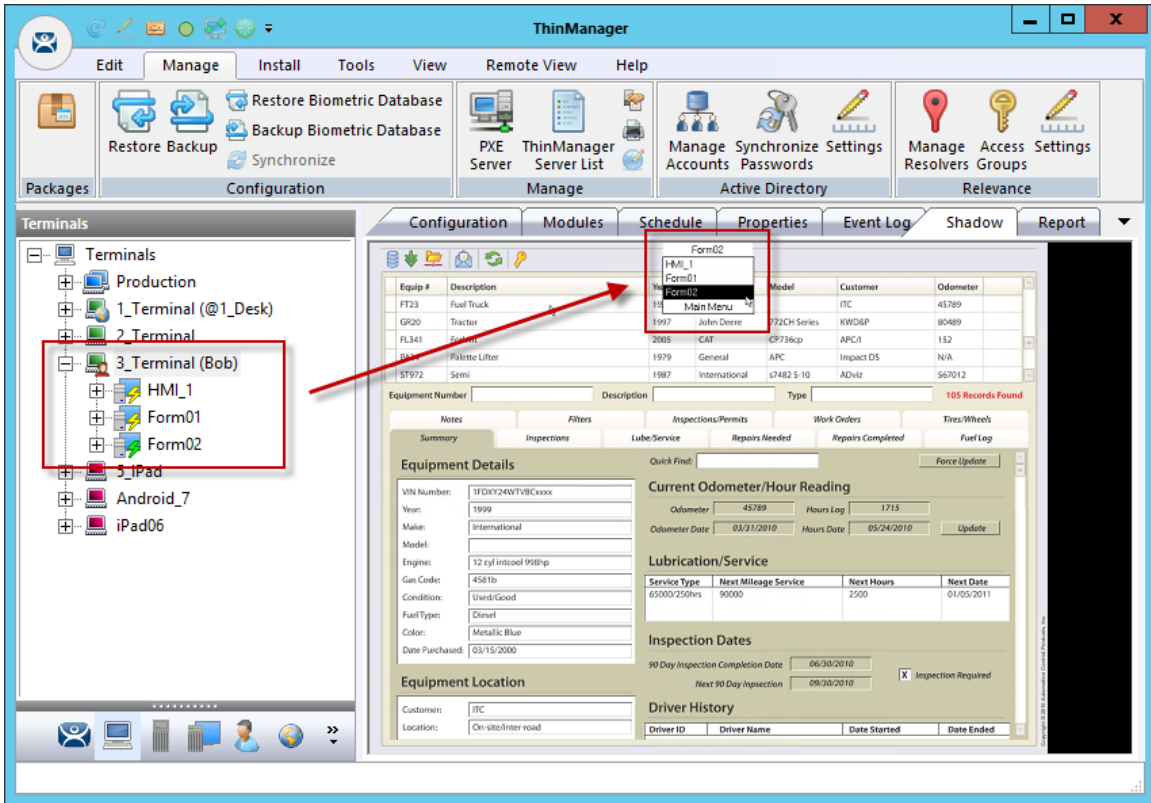 ThinManager
Edit Manage Install Tools View Remote View Help
Restore Backup
Restore Biometric Database
Backup Biometric Database
Synchronize
PXE Server
ThinManager Server List
Manage Accounts
Synchronize Passwords
Settings
Manage Resolvers
Access Groups
Settings
Packages Configuration Manage Active Directory Relevance
Terminals
Configuration Modules Schedule Properties Event Log Shadow Report
Terminals
Production
1_Terminal (@1_Desk)
2_Terminal
3_Terminal (Bob)
HMI_1
Form01
Form02
5_iPad
Android_7
iPad06
Form02
HMI_1
Form01
Form02
Main Menu
Equip # Description Model Customer Odometer
FT23 Fuel Truck ITC 45789
GR20 Tractor 1997 John Deere 772CH Series KWD&P 80489
FL341 2005 CAT CP736cp APC/I 152
Palette Lifter 1979 General APC Impact DS N/A
ST972 Semi 1987 International s7482 S-10 ADviz 567012
Equipment Number Description Type 105 Records Found
Notes Filters Inspections/Permits Work Orders Tires/Wheels
Summary Inspections Lube/Service Repairs Needed Repairs Completed Fuel Log
Equipment Details
VIN Number: 1FDXY24WTVBCxxxx
Year: 1999
Make: International
Model:
Engine: 12 cyl intcool 998hp
Gas Code: 4581b
Condition: Used/Good
Fuel Type: Diesel
Color: Metallic Blue
Date Purchased: 03/15/2000
Equipment Location
Customer: ITC
Location: On-site/inter-road
Quick Find: Force Update
Current Odometer/Hour Reading
Odometer 45789 Hours Log 1715
Odometer Date 03/31/2010 Hours Date 05/24/2010 Update
Lubrication/Service
Service Type Next Mileage Service Next Hours Next Date
65000/250hrs 90000 2500 01/05/2011
Inspection Dates
90 Day Inspection Completion Date 06/30/2010
X Inspection Required
Next 90 Day Inpsection 09/30/2010
Driver History
Driver ID Driver Name Date Started Date Ended
Copyright © 2010 Automation Control Products, Inc.